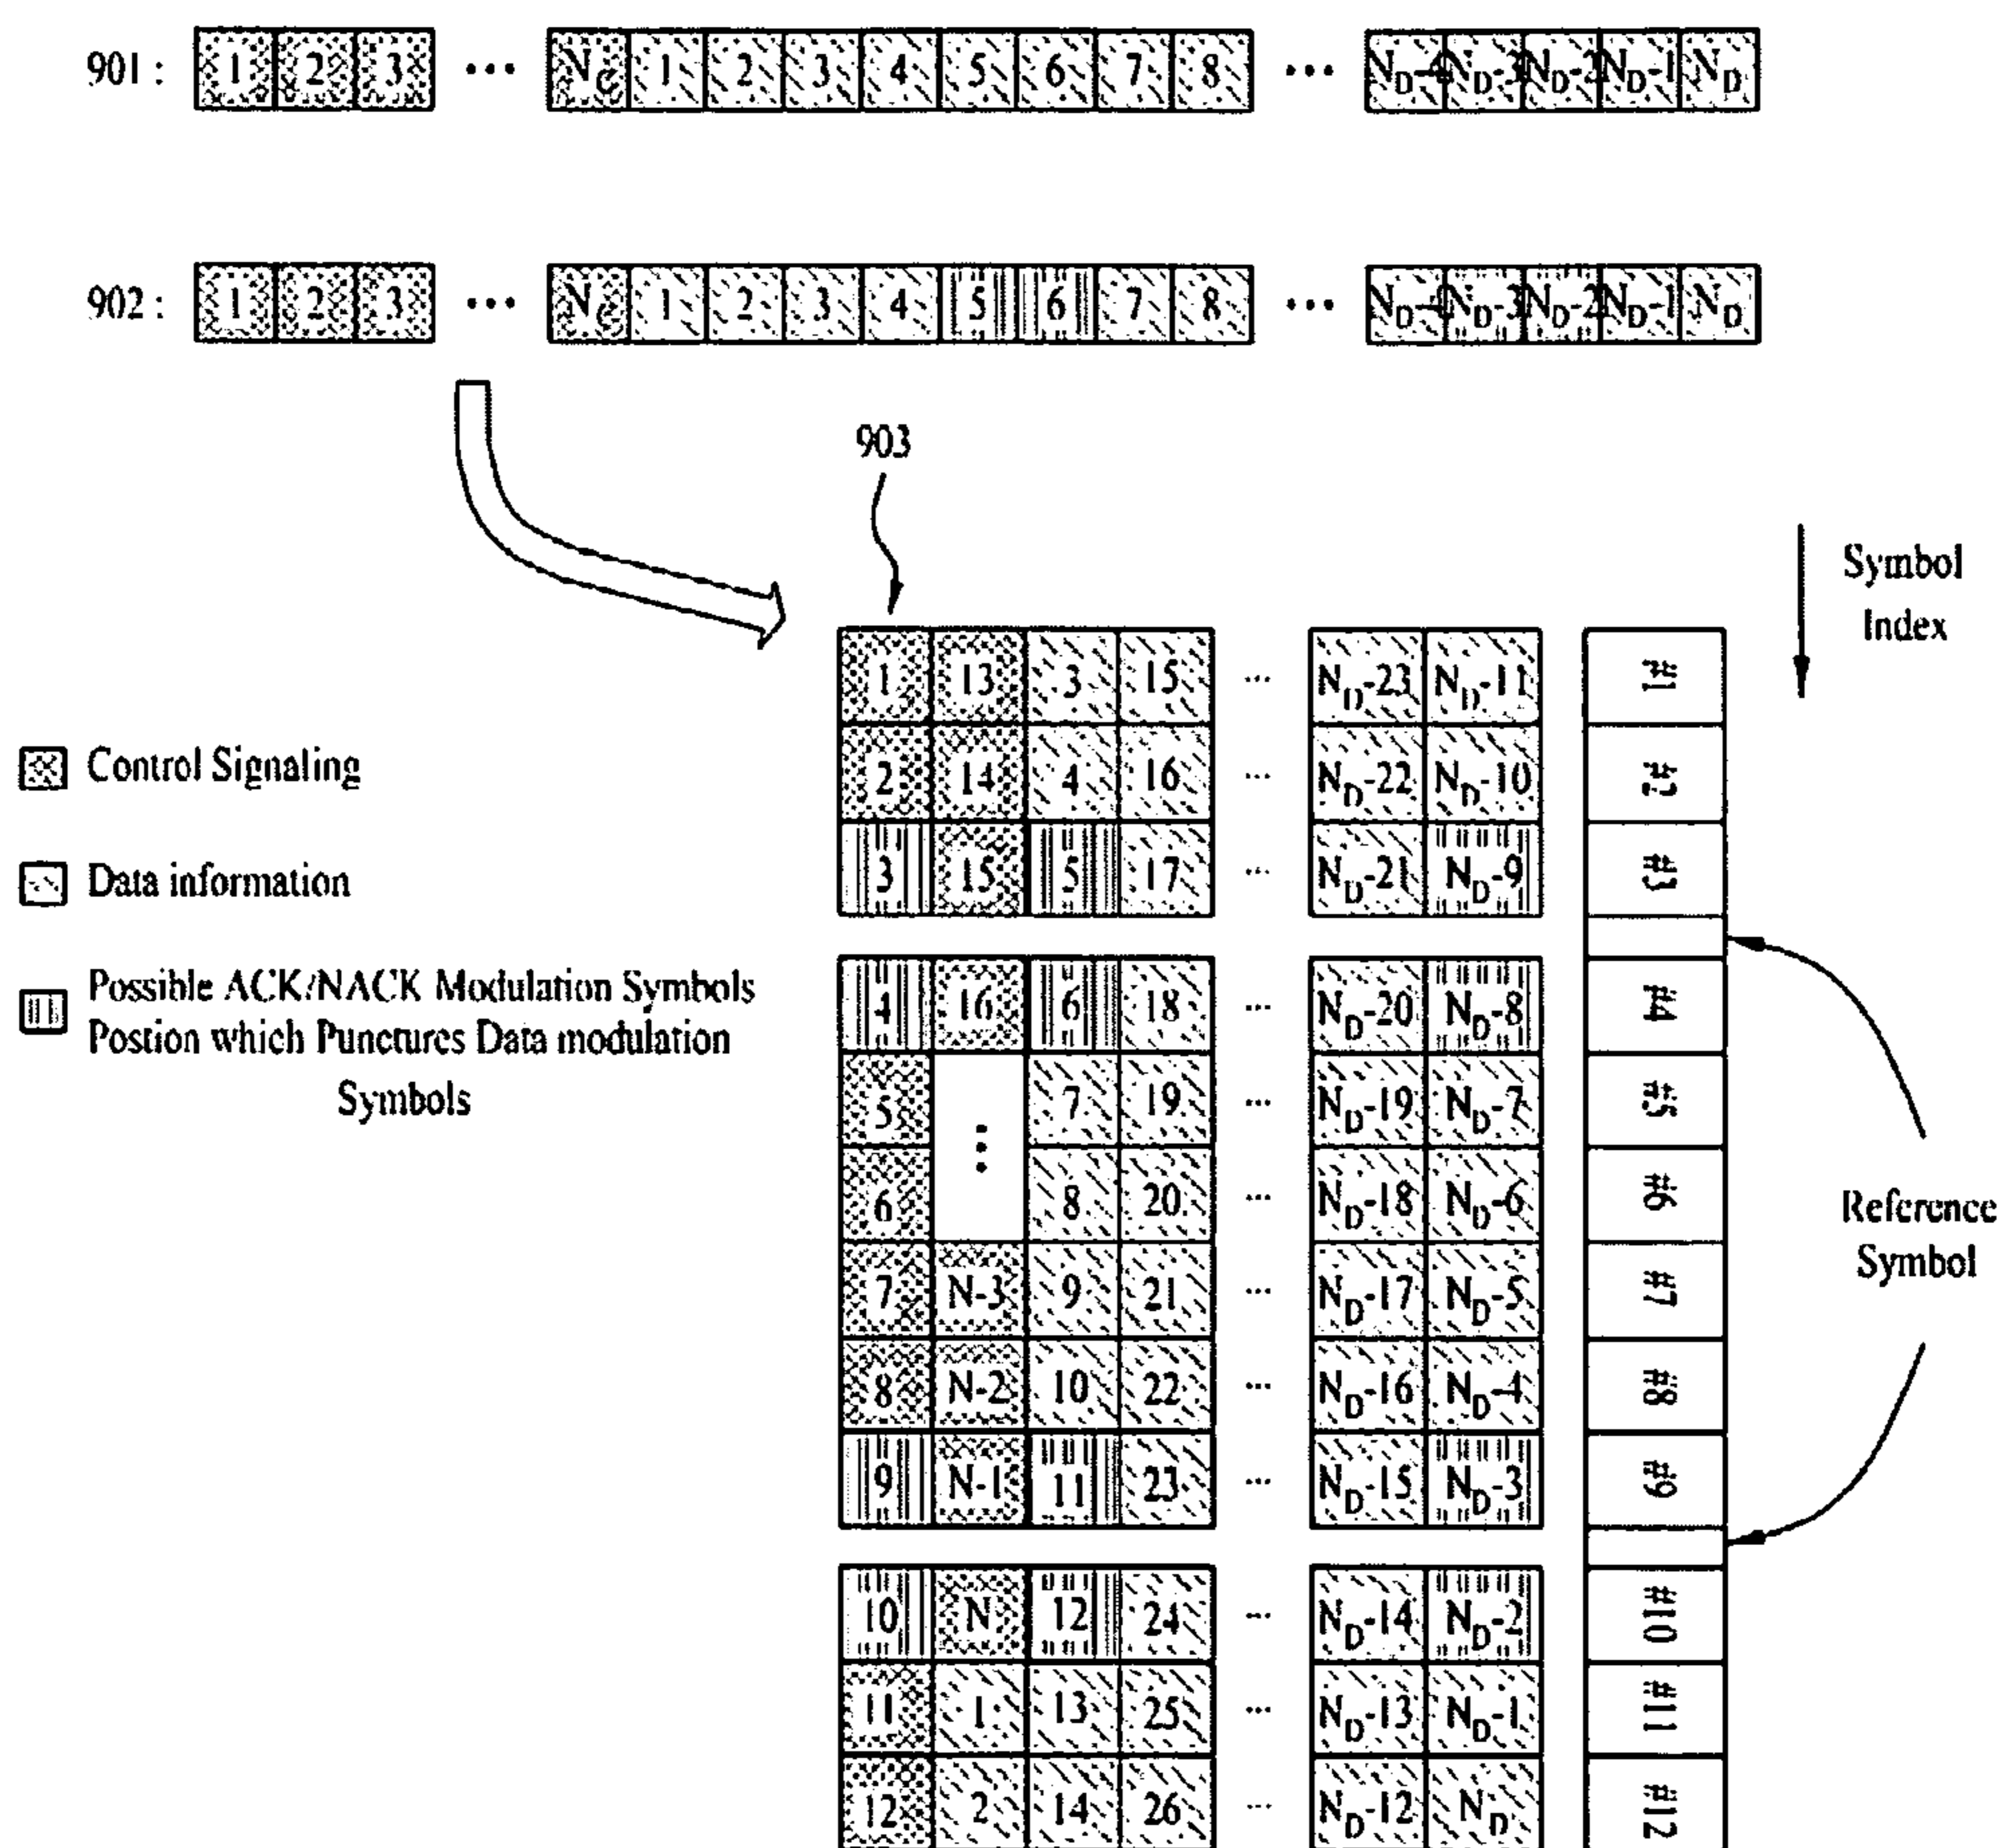 901 : 1 2 3 ••• N_C 1 2 3 4 5 6 7 8 ••• N_D-4 N_D-3 N_D-2 N_D-1 N_D
902 : 1 2 3 ••• N_C 1 2 3 4 5 6 7 8 ••• N_D-4 N_D-3 N_D-2 N_D-1 N_D
903
Symbol
Index
1 13 3 15 ... N_D-23 N_D-11 #1
2 14 4 16 ... N_D-22 N_D-10 #2
3 15 5 17 ... N_D-21 N_D-9 #3
4 16 6 18 ... N_D-20 N_D-8 #4
5 ⋮ 7 19 ... N_D-19 N_D-7 #5
6 8 20 ... N_D-18 N_D-6 #6
7 N-3 9 21 ... N_D-17 N_D-5 #7
8 N-2 10 22 ... N_D-16 N_D-4 #8
9 N-1 11 23 ... N_D-15 N_D-3 #9
10 N 12 24 ... N_D-14 N_D-2 #10
11 1 13 25 ... N_D-13 N_D-1 #11
12 2 14 26 ... N_D-12 N_D #12
Control Signaling
Data information
Possible ACK/NACK Modulation Symbols
Postion which Punctures Data modulation
Symbols
Reference
Symbol